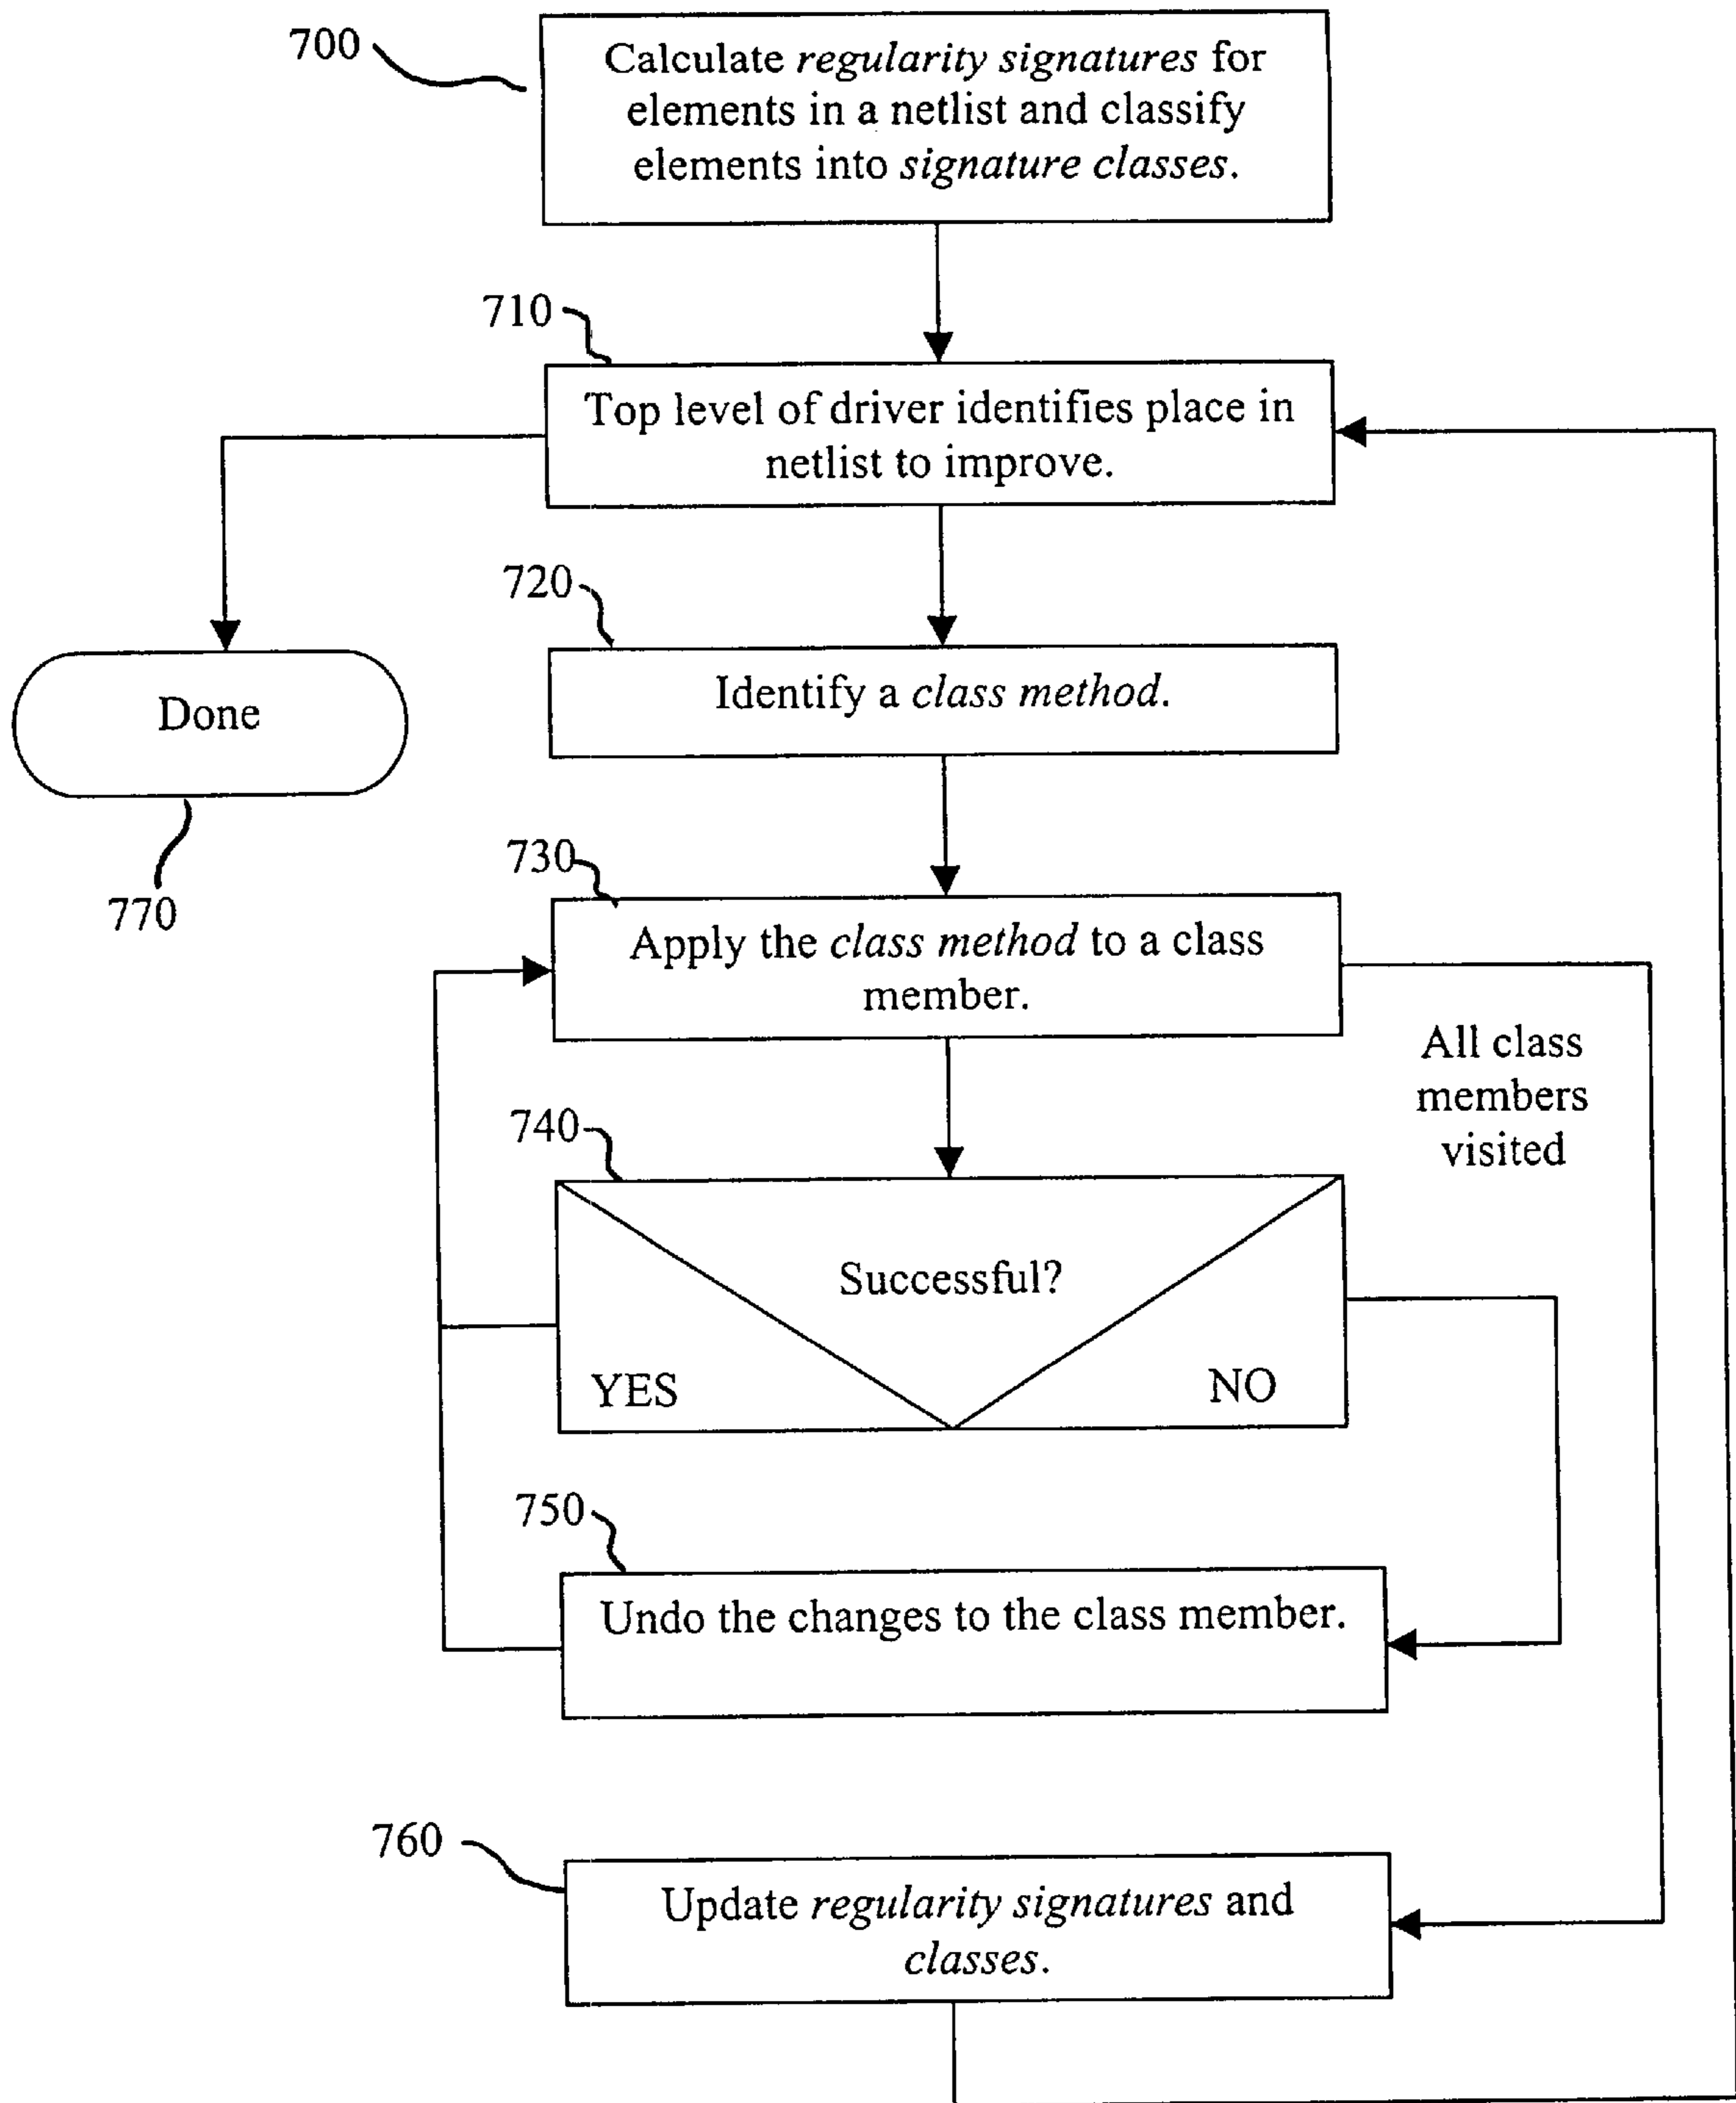 700
Calculate regularity signatures for
elements in a netlist and classify
elements into signature classes.
710
Top level of driver identifies place in
netlist to improve.
720
Identify a class method.
Done
770
730
Apply the class method to a class
member.
All class
members
visited
740
Successful?
YES
NO
750
Undo the changes to the class member.
760
Update regularity signatures and
classes.